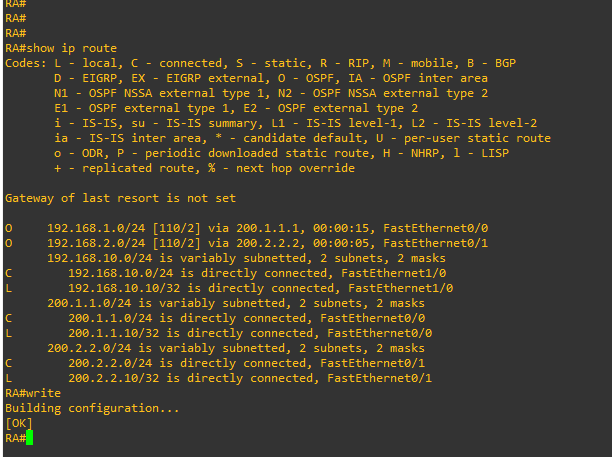 RA#
RA#
RA#
RA#show ip route
Codes: L - local, C - connected, S - static, R - RIP, M - mobile, B - BGP
       D - EIGRP, EX - EIGRP external, O - OSPF, IA - OSPF inter area
       N1 - OSPF NSSA external type 1, N2 - OSPF NSSA external type 2
       E1 - OSPF external type 1, E2 - OSPF external type 2
       i - IS-IS, su - IS-IS summary, L1 - IS-IS level-1, L2 - IS-IS level-2
       ia - IS-IS inter area, * - candidate default, U - per-user static route
       o - ODR, P - periodic downloaded static route, H - NHRP, l - LISP
       + - replicated route, % - next hop override
Gateway of last resort is not set
O     192.168.1.0/24 [110/2] via 200.1.1.1, 00:00:15, FastEthernet0/0
O     192.168.2.0/24 [110/2] via 200.2.2.2, 00:00:05, FastEthernet0/1
      192.168.10.0/24 is variably subnetted, 2 subnets, 2 masks
C        192.168.10.0/24 is directly connected, FastEthernet1/0
L        192.168.10.10/32 is directly connected, FastEthernet1/0
      200.1.1.0/24 is variably subnetted, 2 subnets, 2 masks
C        200.1.1.0/24 is directly connected, FastEthernet0/0
L        200.1.1.10/32 is directly connected, FastEthernet0/0
      200.2.2.0/24 is variably subnetted, 2 subnets, 2 masks
C        200.2.2.0/24 is directly connected, FastEthernet0/1
L        200.2.2.10/32 is directly connected, FastEthernet0/1
RA#write
Building configuration...
[OK]
RA#